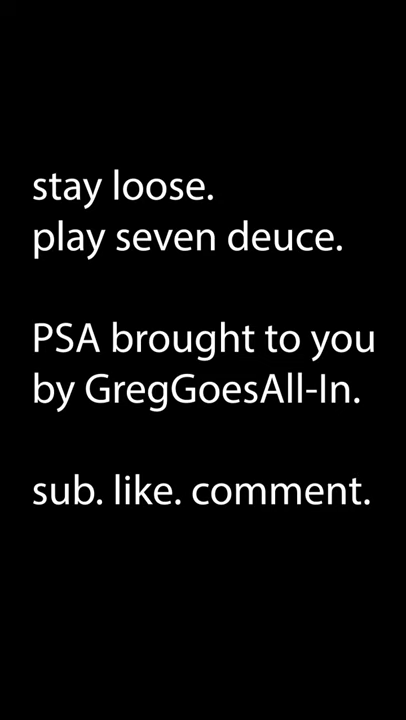 stay loose.
play seven deuce.
PSA brought to you
by GregGoesAll-In.
sub. like. comment.